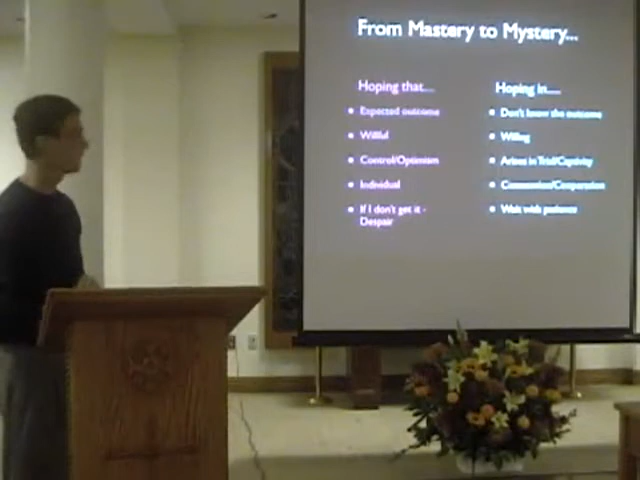 From Mastery to Mystery...
Hoping that.....
Expected outcome
Willful
Control/Optimism
Individual
If I don't get it -
Despair
Hoping in.....
Don't know the outcome
Willing
Arises in Trial/Captivity
Communion/Cooperation
Wait with patience